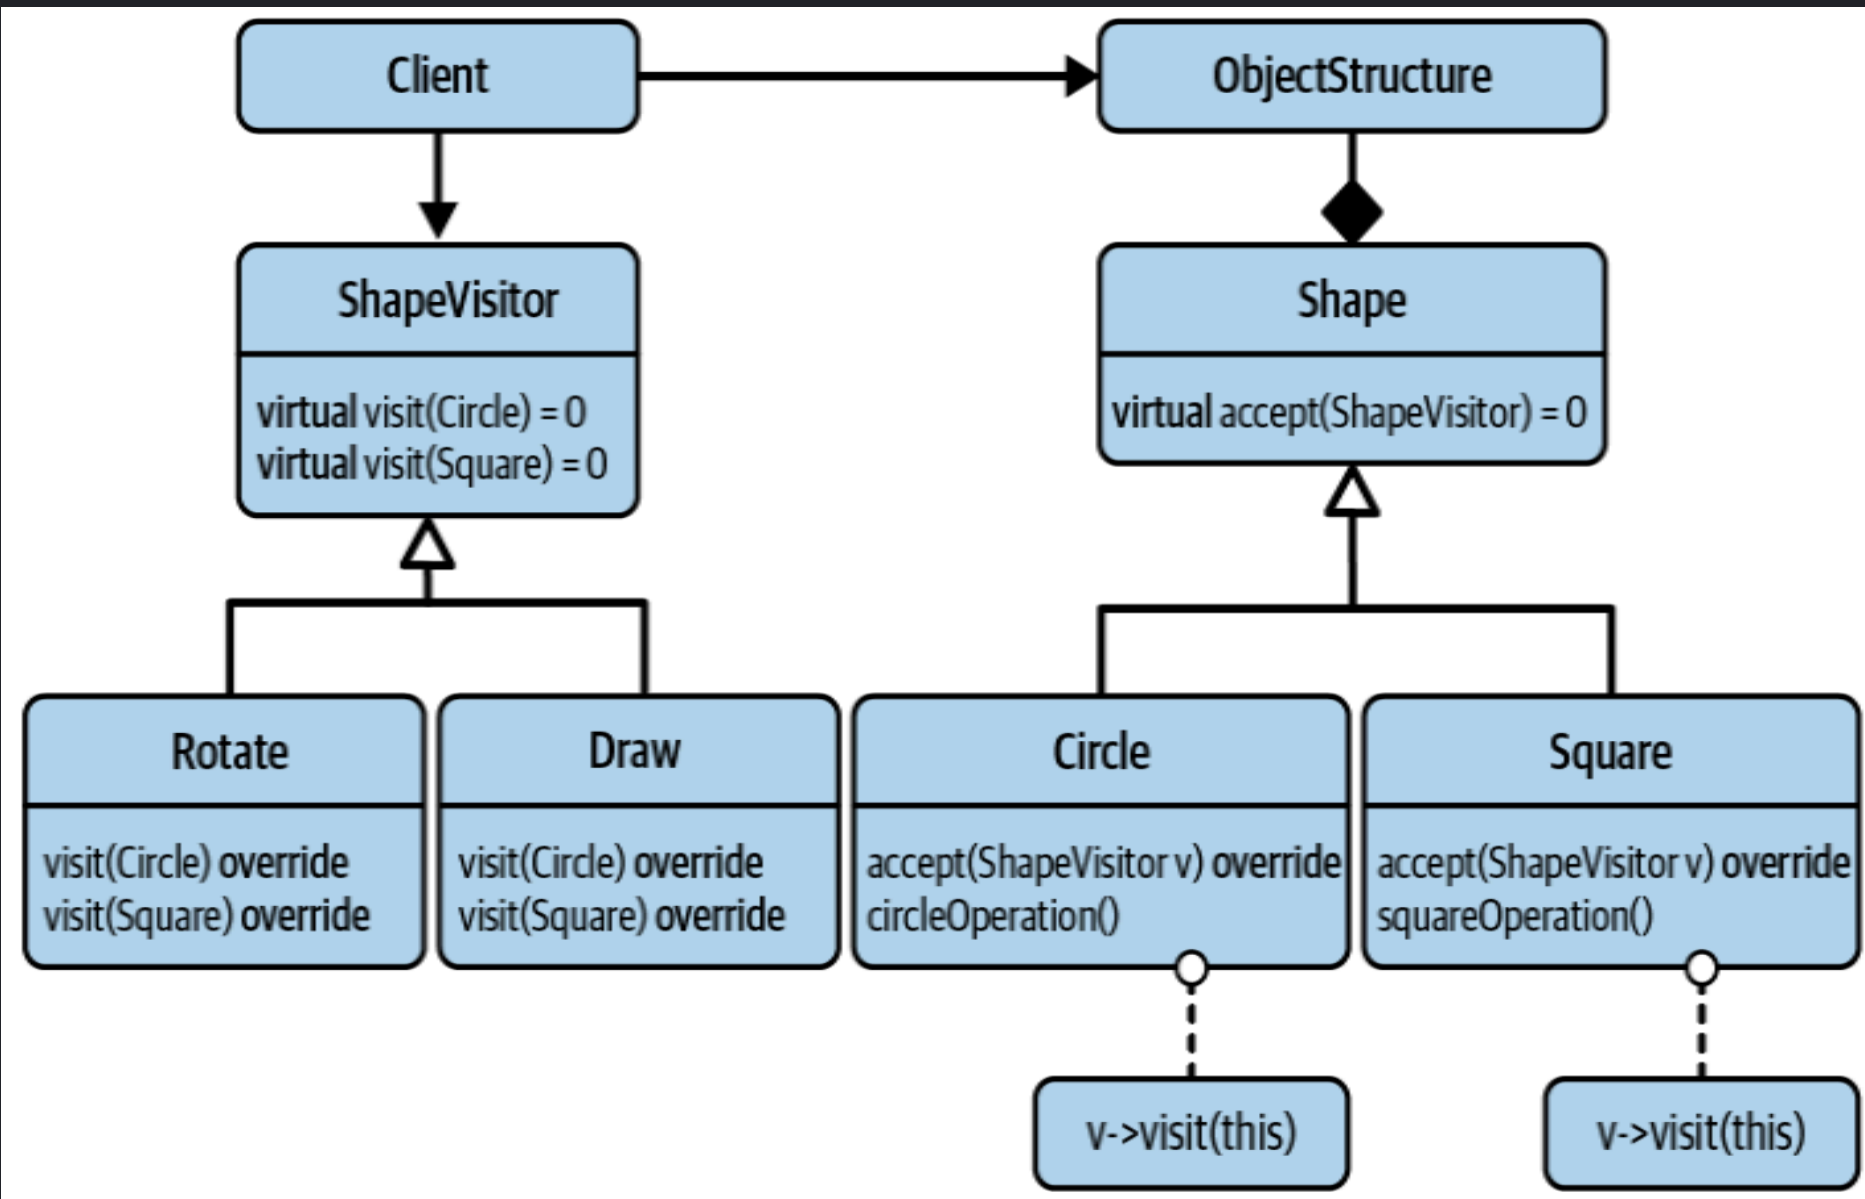 Client
ObjectStructure
ShapeVisitor
virtual visit(Circle) = 0
virtual visit(Square) = 0
Shape
virtual accept(ShapeVisitor) = 0
Rotate
visit(Circle) override
visit(Square) override
Draw
visit(Circle) override
visit(Square) override
Circle
accept(ShapeVisitor v) override
circleOperation()
Square
accept(ShapeVisitor v) override
squareOperation()
v->visit(this)
v->visit(this)